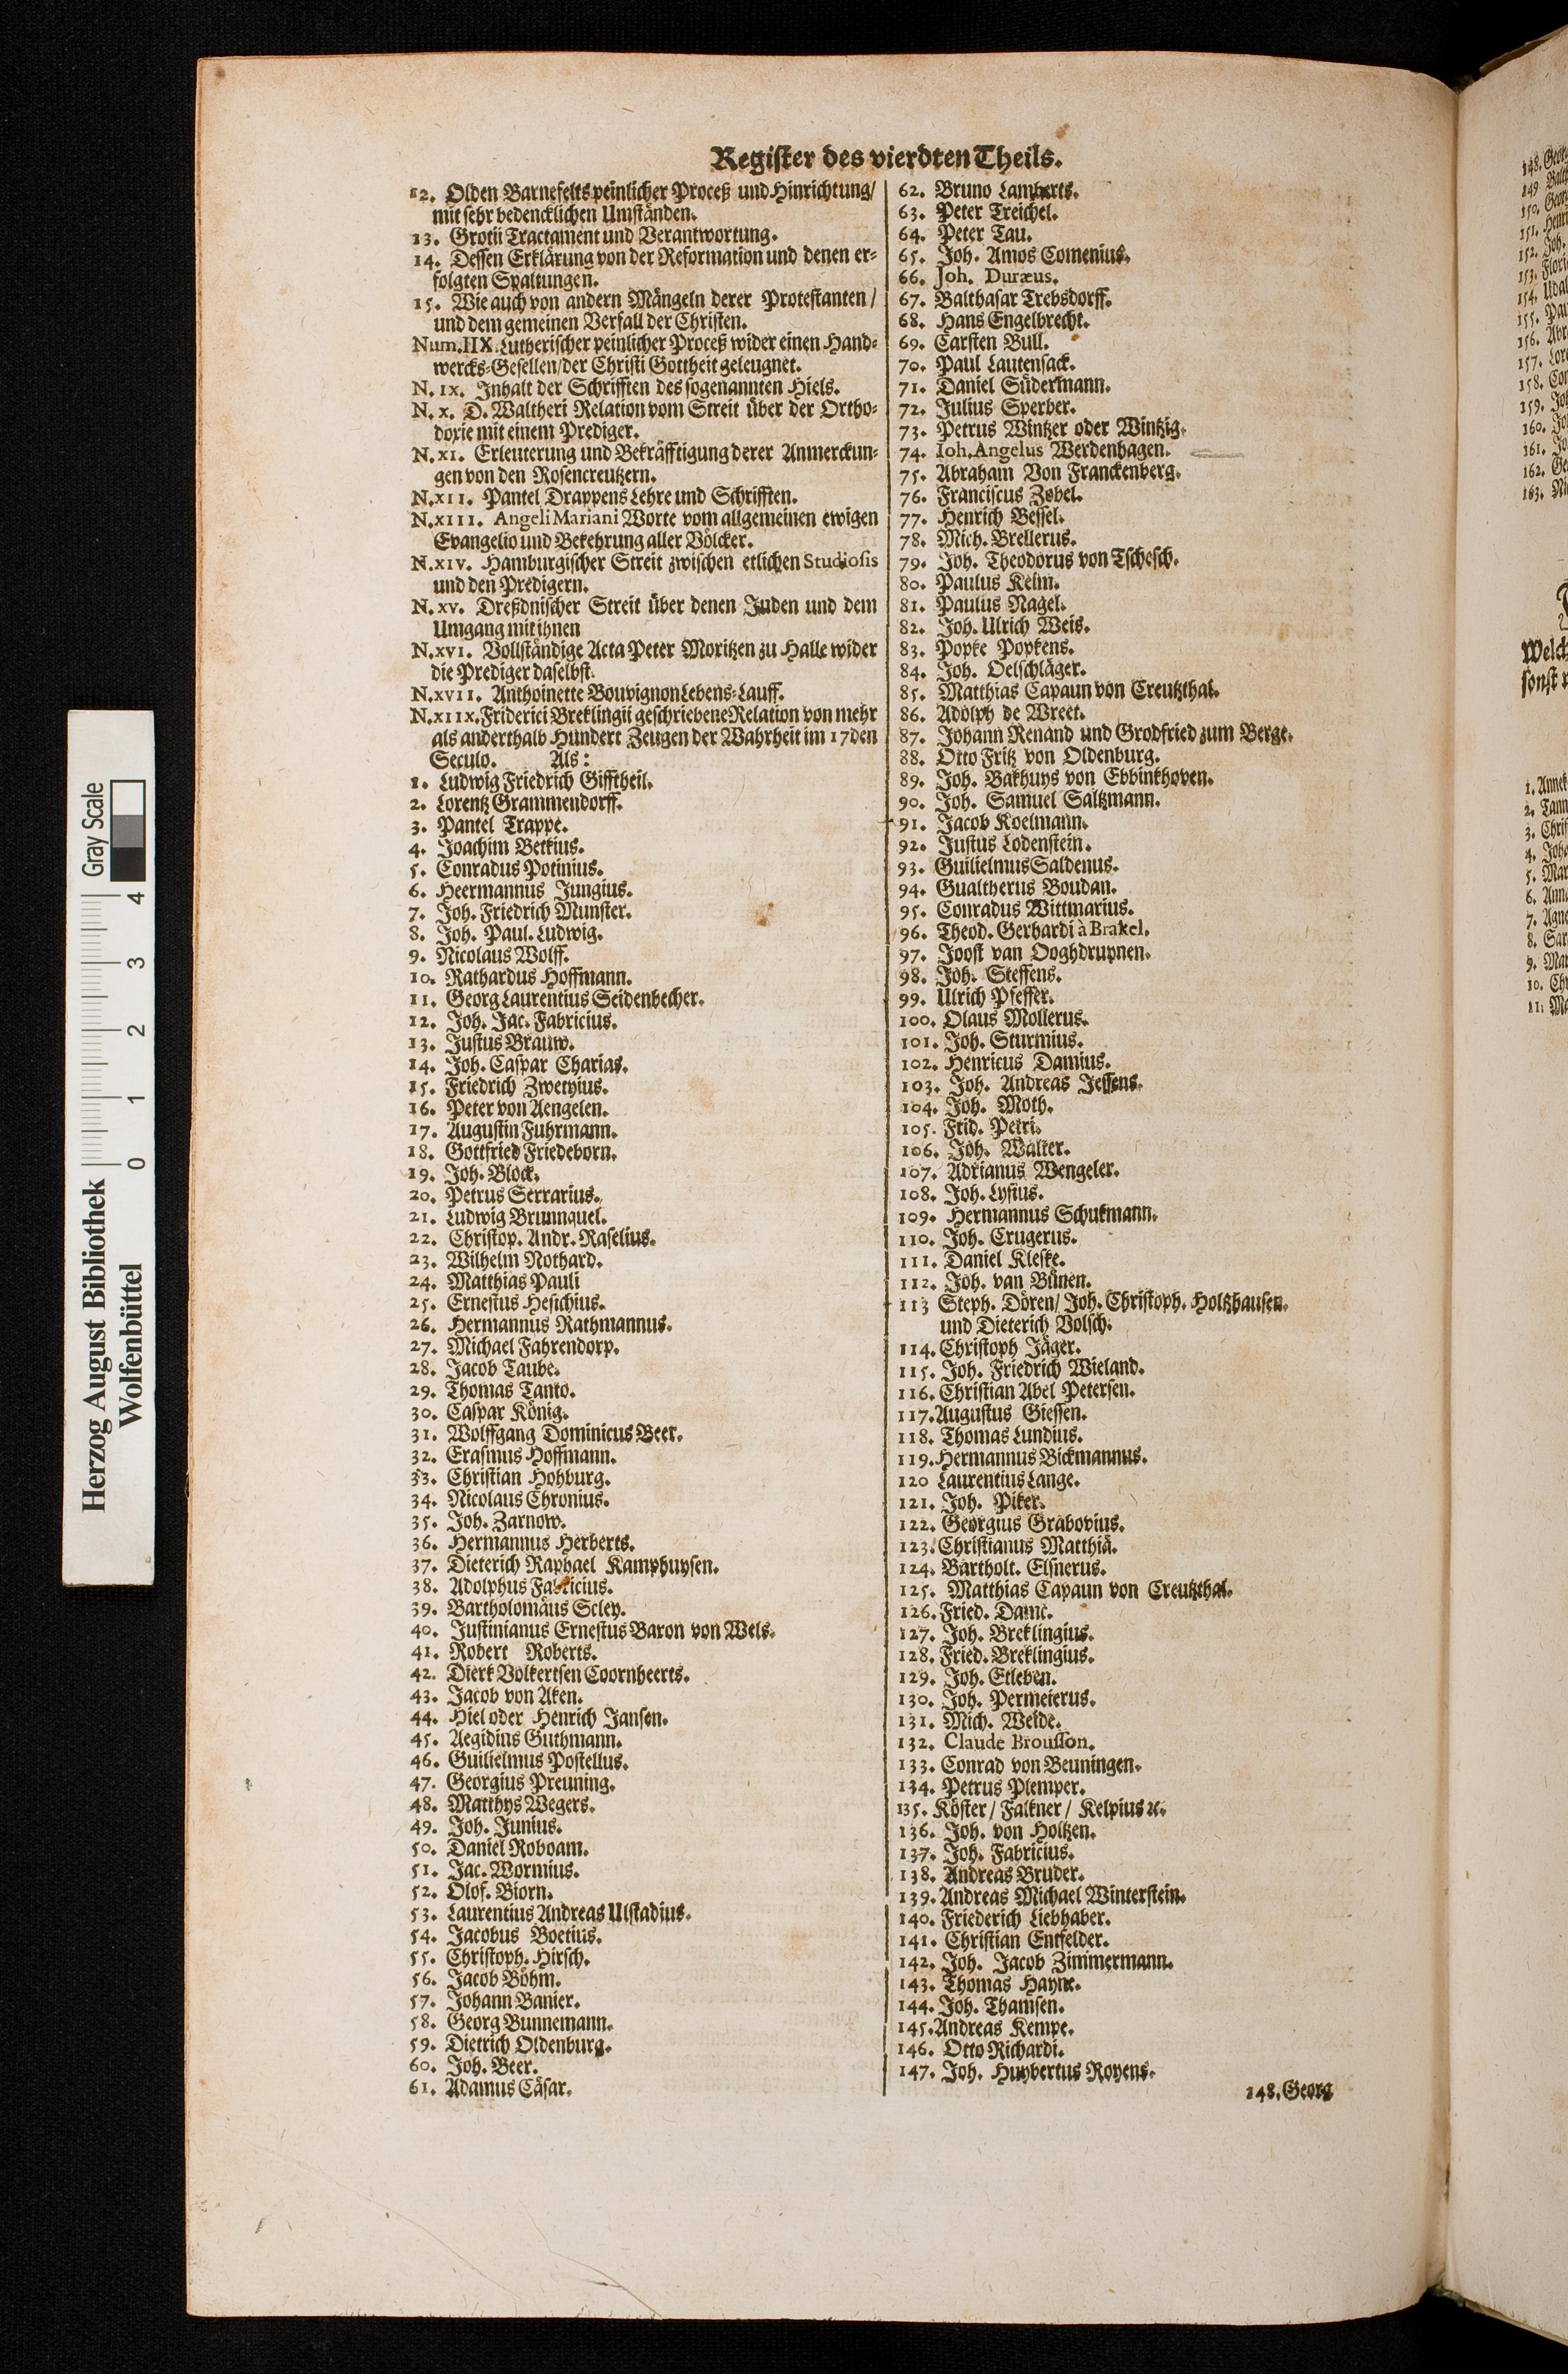 Register des vierdten Theils.
12. Olden Barnefelts peinlicher Proceß und Hinrichtung/
mit sehr bedencklichen Umständen.
13. Grotii Tractament und Verantwortung.
14. Dessen Erklärung von der Reformation und denen er-
folgten Spaltungen.
15. Wie auch von andern Mängeln derer Protestanten /
und dem gemeinen Verfall der Christen.
Num. IIX. Lutherischer peinlicher Proceß wider einen Hand-
wercks-Gesellen/der Christi Gottheit geleugnet.
N. IX. Inhalt der Schrifften des sogenannten Hiels.
N. X. D. Waltheri Relation vom Streit über der Ortho-
doxie mit einem Prediger.
N. XI. Erleuterung und Bekräfftigung derer Anmerckun-
gen von den Rosencreutzern.
N. XII. Pantel Drappens Lehre und Schrifften.
N. XIII. Angeli Mariani Worte vom allgemeinen ewigen
Evangelio und Bekehrung aller Völcker.
N. XIV. Hamburgischer Streit zwischen etlichen Studiosis
und den Predigern.
N. XV. Dreßdnischer Streit über denen Juden und dem
Umgang mit ihnen
N. XVI. Vollständige Acta Peter Moritzen zu Halle wider
die Prediger daselbst.
N. XVII. Anthoinette Bouvignon Lebens-Lauff.
N. XIIX. Friderici Breklingii geschriebene Relation von mehr
als anderthalb Hundert Zeugen der Wahrheit im 17den
Seculo. Als:
1. Ludwig Friedrich Gifftheil.
2. Lorentz Grammendorff.
3. Pantel Trappe.
4. Joachim Betkius.
5. Conradus Potinius.
6. Heermannus Jungius.
7. Joh. Friedrich Munster.
8. Joh. Paul. Ludwig.
9. Nicolaus Wolff.
10. Rathardus Hoffmann.
11. Georg Laurentius Seidenbecher.
12. Joh. Jac. Fabricius.
13. Justus Brauw.
14. Joh. Caspar Charias.
15. Friedrich Zwethius.
16. Peter von Aengelen.
17. Augustin Fuhrmann.
18. Gottfried Friedeborn.
19. Joh. Block.
20. Petrus Serrarius.
21. Ludwig Brunnquel.
22. Christop. Andr. Raselius.
23. Wilhelm Nothard.
24. Matthias Pauli
25. Ernestus Hesichius.
26. Hermannus Rathmannus.
27. Michael Fahrendorp.
28. Jacob Taube.
29. Thomas Tanto.
30. Caspar König.
31. Wolffgang Dominicus Beer.
32. Erasmus Hoffmann.
33. Christian Hohburg.
34. Nicolaus Chronius.
35. Joh. Zarnow.
36. Hermannus Herberts.
37. Dieterich Raphael Kamphuysen.
38. Adolphus Fabricius.
39. Bartholomäus Scley.
40. Justinianus Ernestus Baron von Wels.
41. Robert Roberts.
42. Dierk Volkertsen Coornheerts.
43. Jacob von Aken.
44. Hiel oder Henrich Jansen.
45. Aegidius Guthmann.
46. Guilielmus Postellus.
47. Georgius Preuning.
48. Matthys Wegers.
49. Joh. Junius.
50. Daniel Roboam.
51. Jac. Wormius.
52. Olof. Biorn.
53. Laurentius Andreas Ulstadius.
54. Jacobus Boetius.
55. Christoph. Hirsch.
56. Jacob Böhm.
57. Johann Banier.
58. Georg Bunnemann.
59. Dietrich Oldenburg.
60. Joh. Beer.
61. Adamus Cäsar.
62. Bruno Lamberts.
63. Peter Treichel.
64. Peter Tau.
65. Joh. Amos Comenius.
66. Joh. Duræus.
67. Balthasar Trebsdorff.
68. Hans Engelbrecht.
69. Carsten Bull.
70. Paul Lautensack.
71. Daniel Südermann.
72. Julius Sperber.
73. Petrus Wintzer oder Wintzig.
74. Ioh. Angelus Werdenhagen.
75. Abraham Von Franckenberg.
76. Franciscus Zobel.
77. Henrich Bessel.
78. Mich. Brellerus.
79. Joh. Theodorus von Tschesch.
80. Paulus Kelm.
81. Paulus Nagel.
82. Joh. Ulrich Weis.
83. Popke Popkens.
84. Joh. Oelschläger.
85. Matthias Capaun von Creutzthal.
86. Adolph de Wreet.
87. Johann Renand und Grodfried zum Berge.
88. Otto Fritz von Oldenburg.
89. Joh. Bakhuys von Ebbinkhoven.
90. Joh. Samuel Saltzmann.
91. Jacob Koelmann.
92. Justus Lodenstein.
93. Guilielmus Saldenus.
94. Gualtherus Boudan.
95. Conradus Wittmarius.
96. Theod. Gerhardi à Brakel.
97. Joost van Ooghdrupnen.
98. Joh. Steffens.
99. Ulrich Pfeffer.
100. Olaus Mollerus.
101. Joh. Sturmius.
102. Henricus Damius.
103. Joh. Andreas Jessens.
104. Joh. Moth.
105. Frid. Petri.
106. Joh. Walker.
107. Adrianus Wengeler.
108. Joh. Lysius.
109. Hermannus Schukmann.
110. Joh. Crugerus.
111. Daniel Kleske.
112. Joh. van Bünen.
113 Steph. Dören/ Joh. Christoph. Holtzhausen.
und Dieterich Volsch.
114. Christoph Jäger.
115. Joh. Friedrich Wieland.
116. Christian Abel Petersen.
117. Augustus Giessen.
118. Thomas Lundius.
119. Hermannus Bickmannus.
120 Laurentius Lange.
121. Joh. Piker.
122. Georgius Grabovius.
123. Christianus Matthiä.
124. Bartholt. Elsnerus.
125. Matthias Capaun von Creutzthal.
126. Fried. Dame.
127. Joh. Breklingius.
128. Fried. Breklingius.
129. Joh. Etleben.
130. Joh. Permeierus.
131. Mich. Welde.
132. Claude Brousson.
133. Conrad von Beuningen.
134. Petrus Plemper.
135. Köster / Falkner / Kelpius ꝛc.
136. Joh. von Holtzen.
137. Joh. Fabricius.
138. Andreas Bruder.
139. Andreas Michael Winterstein.
140. Friederich Liebhaber.
141. Christian Entfelder.
142. Joh. Jacob Zimmermann.
143. Thomas Hayne.
144. Joh. Thamsen.
145. Andreas Kempe.
146. Otto Richardi.
147. Joh. Huybertus Royens.
148. Georg
Herzog August Bibliothek
Wolfenbüttel
0 1 2 3 4
Gray Scale